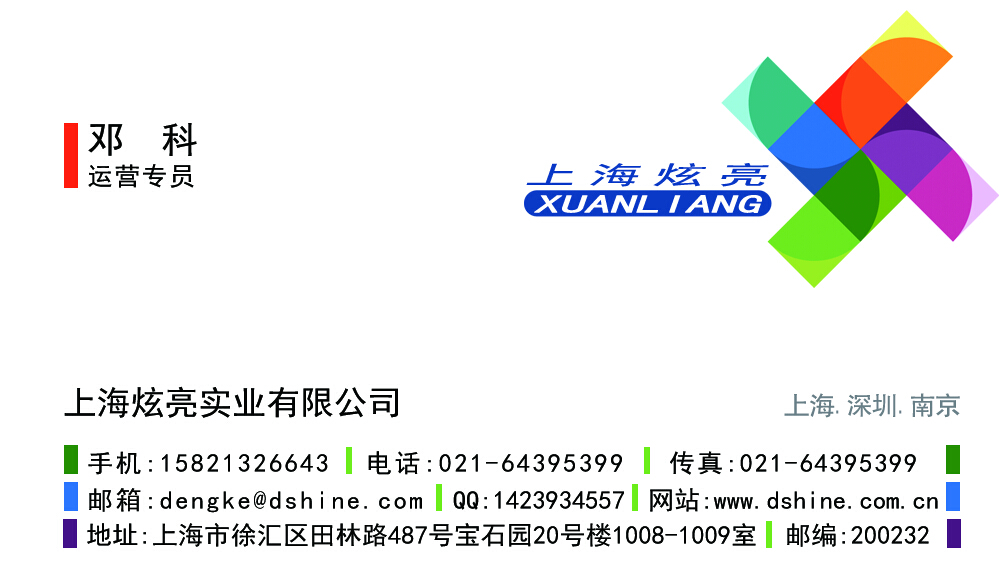 邓 科
运营专员
上海炫亮
XUANLIANG
上海炫亮实业有限公司
上海. 深圳. 南京
手机:15821326643 电话:021-64395399 传真:021-64395399
邮箱:dengke@dshine.com QQ:1423934557 网站:www.dshine.com.cn
地址:上海市徐汇区田林路487号宝石园20号楼1008-1009室 邮编:200232